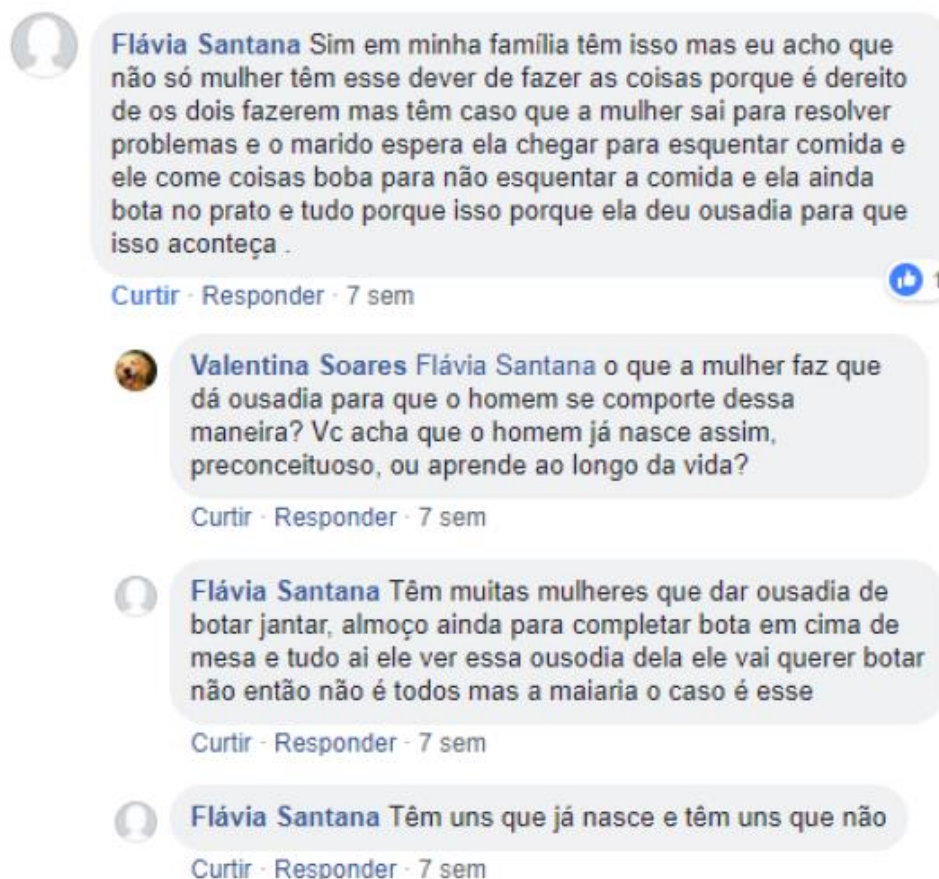 Flávia Santana Sim em minha família têm isso mas eu acho que
não só mulher têm esse dever de fazer as coisas porque é dereito
de os dois fazerem mas têm caso que a mulher sai para resolver
problemas e o marido espera ela chegar para esquentar comida e
ele come coisas boba para não esquentar a comida e ela ainda
bota no prato e tudo porque isso porque ela deu ousadia para que
isso aconteça .
1
Curtir · Responder · 7 sem
Valentina Soares Flávia Santana o que a mulher faz que
dá ousadia para que o homem se comporte dessa
maneira? Vc acha que o homem já nasce assim,
preconceituoso, ou aprende ao longo da vida?
Curtir · Responder · 7 sem
Flávia Santana Têm muitas mulheres que dar ousadia de
botar jantar, almoço ainda para completar bota em cima de
mesa e tudo ai ele ver essa ousodia dela ele vai querer botar
não então não é todos mas a maiaria o caso é esse
Curtir · Responder · 7 sem
Flávia Santana Têm uns que já nasce e têm uns que não
Curtir · Responder · 7 sem